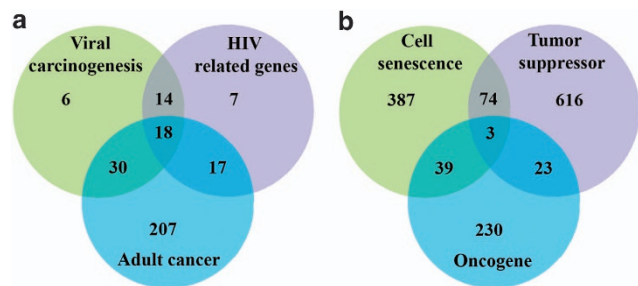 a
Viral
carcinogenesis
HIV
related genes
6
14
7
18
30
17
207
Adult cancer
b
Cell
senescence
Tumor
suppressor
387
74
616
3
39
23
230
Oncogene